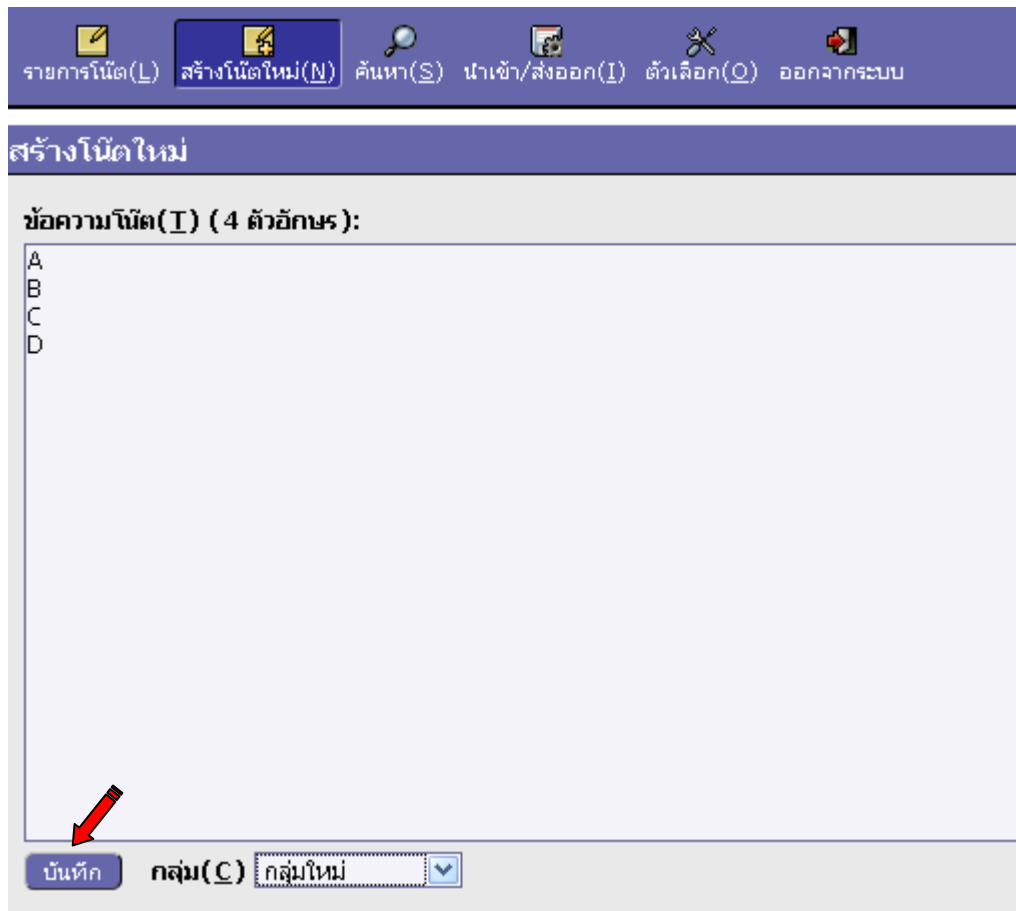 รายการโน๊ต(L) สร้างโน๊ตใหม่(N) ค้นหา(S) นำเข้า/ส่งออก(I) ตัวเลือก(O) ออกจากระบบ
สร้างโน๊ตใหม่
ข้อความโน๊ต(T) (4 ตัวอักษร):
A
B
C
D
บันทึก กลุ่ม(C) กลุ่มใหม่